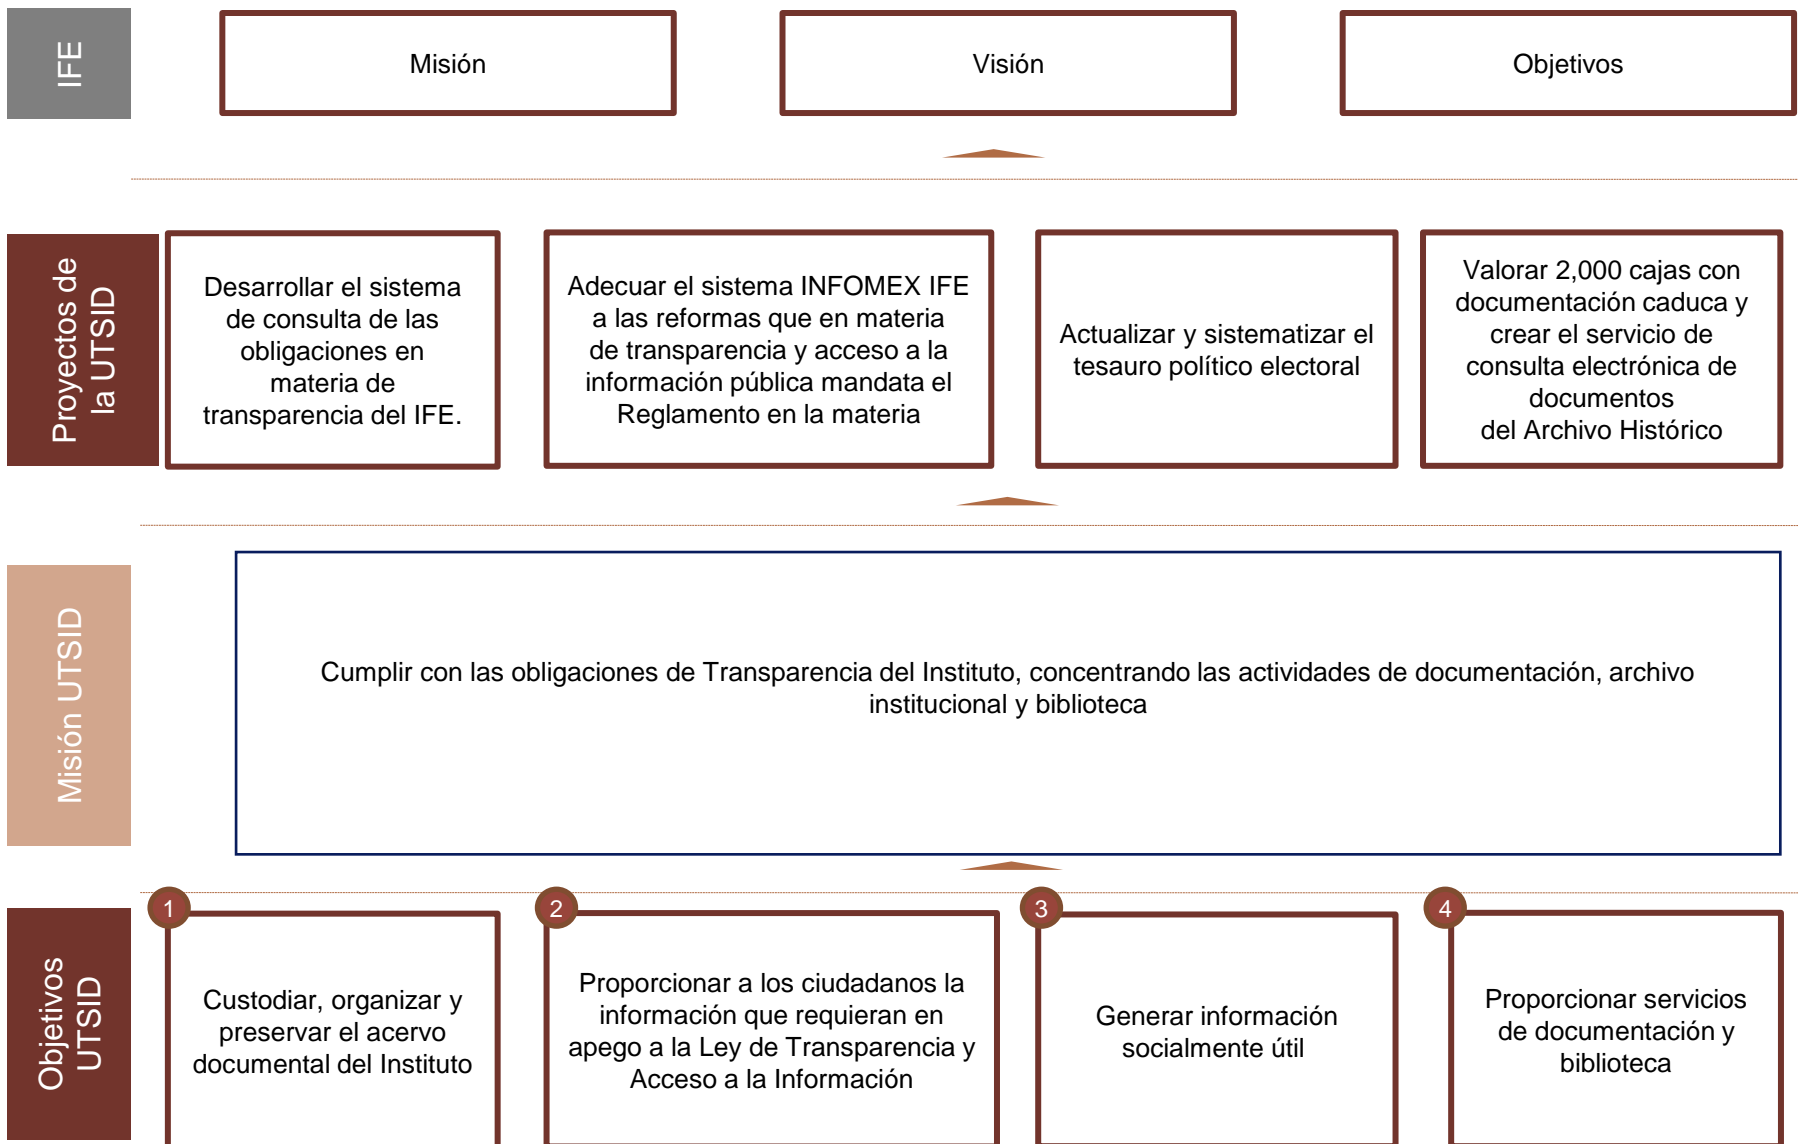 IFE
Misión
Visión
Objetivos
Proyectos de
la UTSID
Desarrollar el sistema
de consulta de las
obligaciones en
materia de
transparencia del IFE.
Adecuar el sistema INFOMEX IFE
a las reformas que en materia
de transparencia y acceso a la
información pública mandata el
Reglamento en la materia
Actualizar y sistematizar el
tesauro político electoral
Valorar 2,000 cajas con
documentación caduca y
crear el servicio de
consulta electrónica de
documentos
del Archivo Histórico
Misión UTSID
Cumplir con las obligaciones de Transparencia del Instituto, concentrando las actividades de documentación, archivo
institucional y biblioteca
Objetivos
UTSID
1
Custodiar, organizar y
preservar el acervo
documental del Instituto
2
Proporcionar a los ciudadanos la
información que requieran en
apego a la Ley de Transparencia y
Acceso a la Información
3
Generar información
socialmente útil
4
Proporcionar servicios
de documentación y
biblioteca